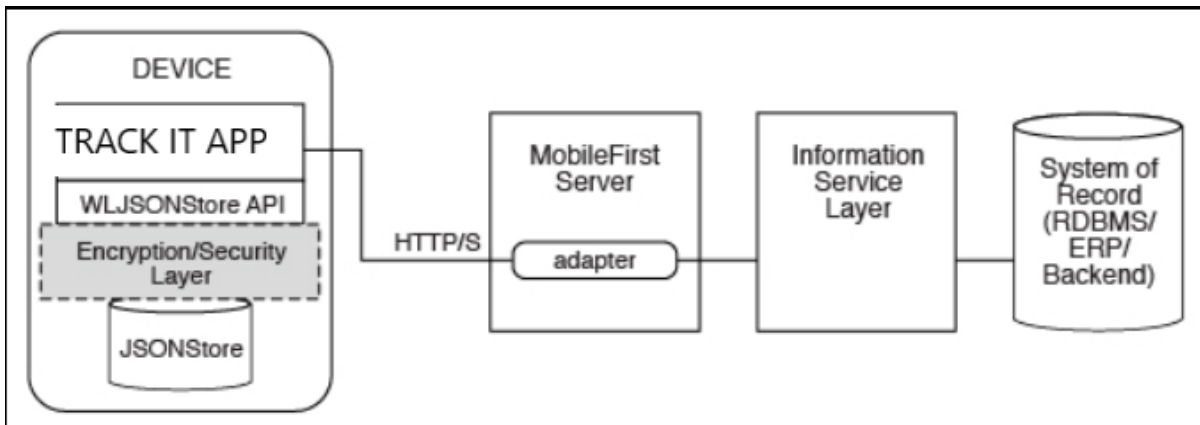 DEVICE
TRACK IT APP
WLJSONStore API
Encryption/Security
Layer
JSONStore
HTTP/S
MobileFirst
Server
adapter
Information
Service
Layer
System of
Record
(RDBMS/
ERP/
Backend)